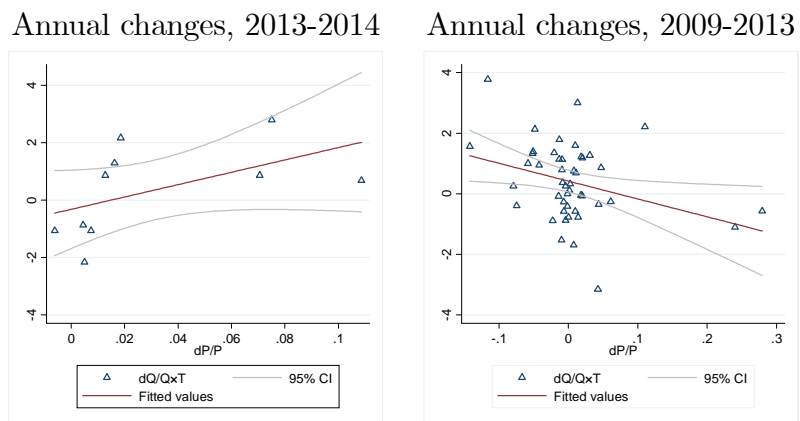 Annual changes, 2013-2014
4
2
0
-2
-4
0 .02 .04 .06 .08 .1
dP/P
dQ/Q×T 95% CI
Fitted values
Annual changes, 2009-2013
4
2
0
-2
-4
-.1 0 .1 .2 .3
dP/P
dQ/Q×T 95% CI
Fitted values